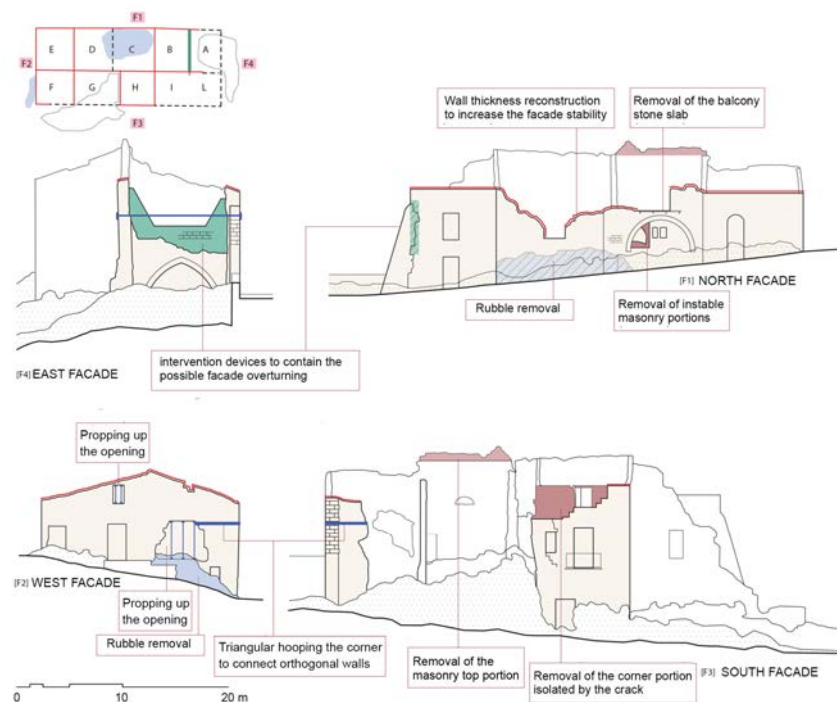 F1
E D C B A
F2
F4
F G H I L
F3
Wall thickness reconstruction
to increase the facade stability
Removal of the balcony
stone slab
[F1] NORTH FACADE
Rubble removal
Removal of instable
masonry portions
intervention devices to contain the
possible facade overturning
[F4] EAST FACADE
Propping up
the opening
[F2] WEST FACADE
Propping up
the opening
Rubble removal
Triangular hooping the corner
to connect orthogonal walls
Removal of the
masonry top portion
Removal of the corner portion
isolated by the crack
[F3] SOUTH FACADE
0 10 20 m